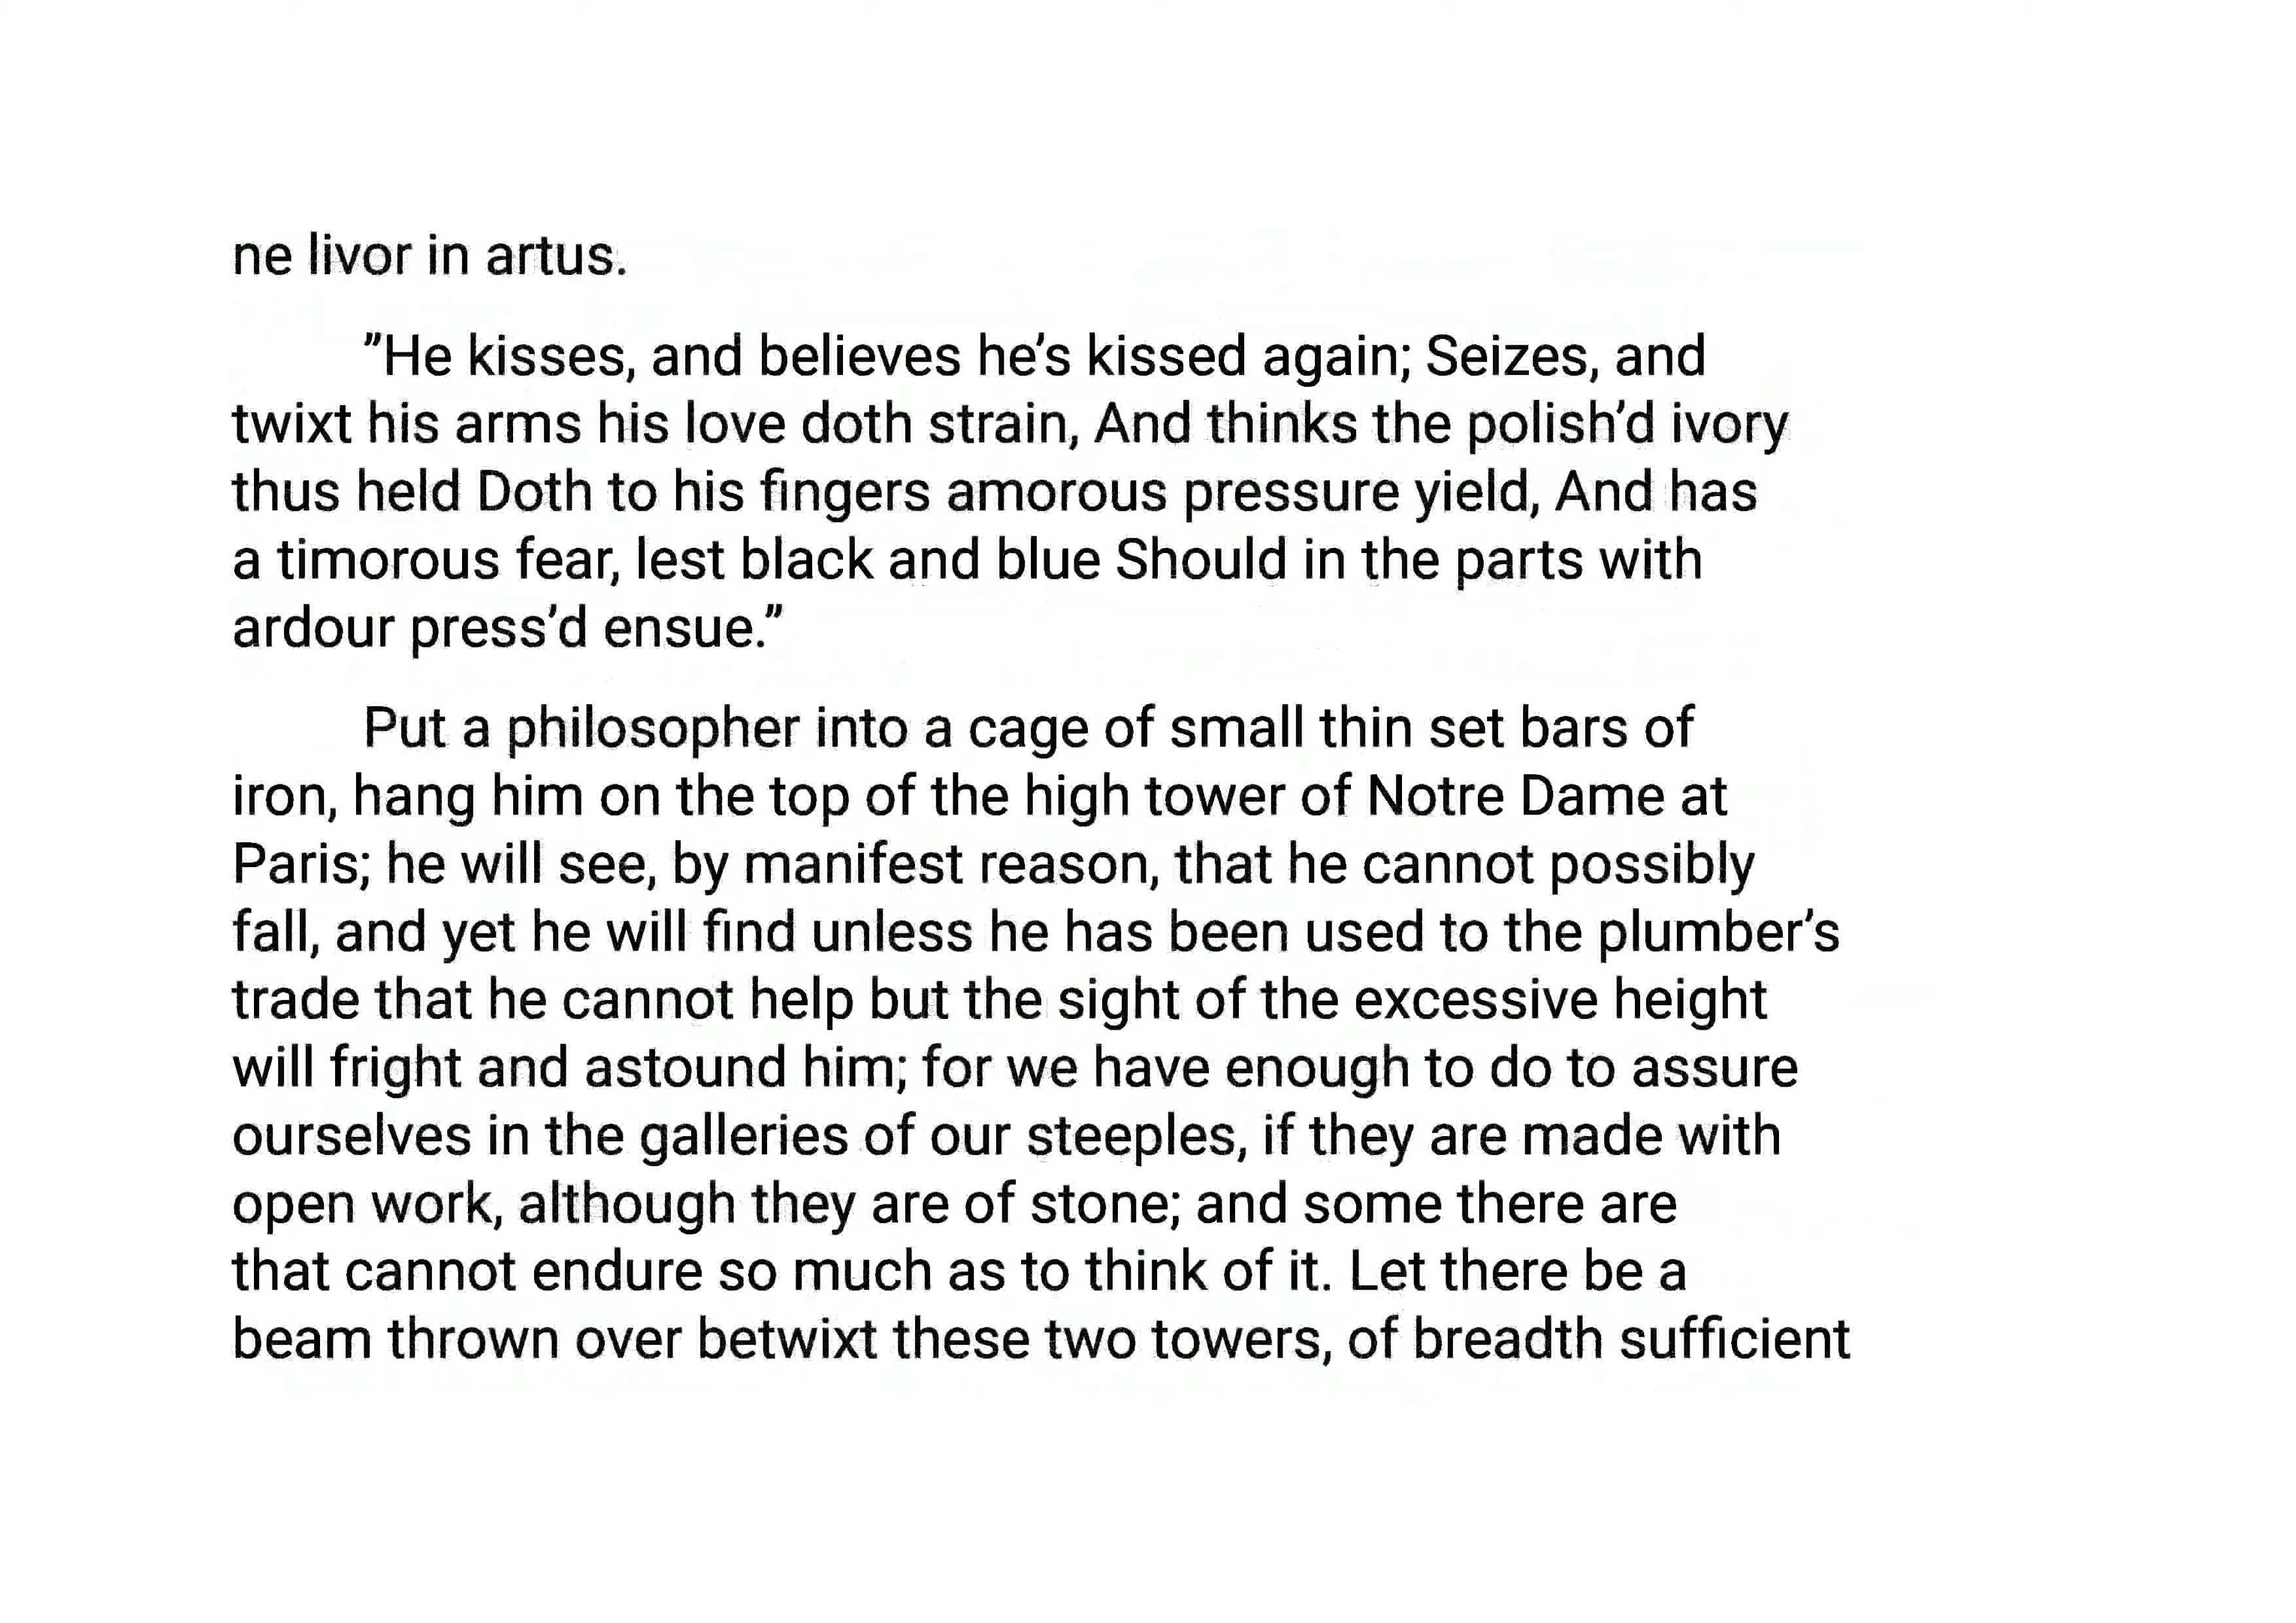 ne livor in artus.
”He kisses, and believes he’s kissed again; Seizes, and
twixt his arms his love doth strain, And thinks the polish’d ivory
thus held Doth to his fingers amorous pressure yield, And has
a timorous fear, lest black and blue Should in the parts with
ardour press’d ensue.”
Put a philosopher into a cage of small thin set bars of
iron, hang him on the top of the high tower of Notre Dame at
Paris; he will see, by manifest reason, that he cannot possibly
fall, and yet he will find unless he has been used to the plumber’s
trade that he cannot help but the sight of the excessive height
will fright and astound him; for we have enough to do to assure
ourselves in the galleries of our steeples, if they are made with
open work, although they are of stone; and some there are
that cannot endure so much as to think of it. Let there be a
beam thrown over betwixt these two towers, of breadth sufficient